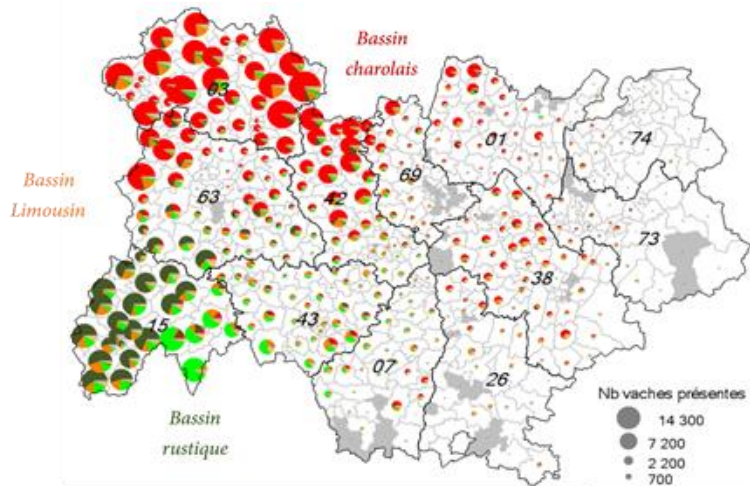 Bassin
charolais
03
01
74
69
Bassin
Limousin
63
42
73
38
15
43
07
26
Bassin
rustique
Nb vaches présentes
14 300
7 200
2 200
700